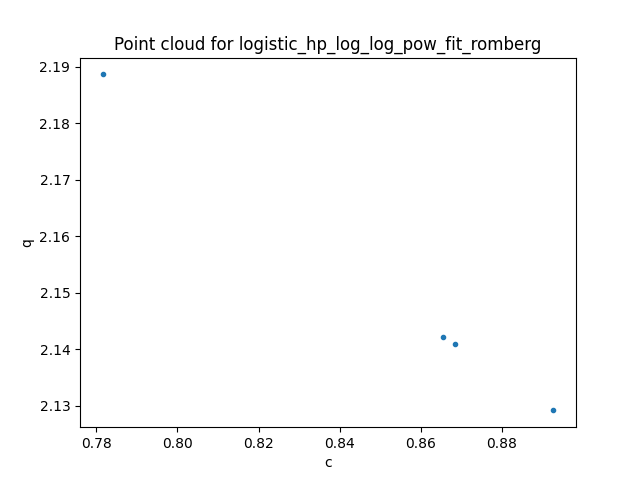 Point cloud for logistic_hp_log_log_pow_fit_romberg
2.19
2.18
2.17
2.16
2.15
2.14
2.13
q
0.78 0.80 0.82 0.84 0.86 0.88
c